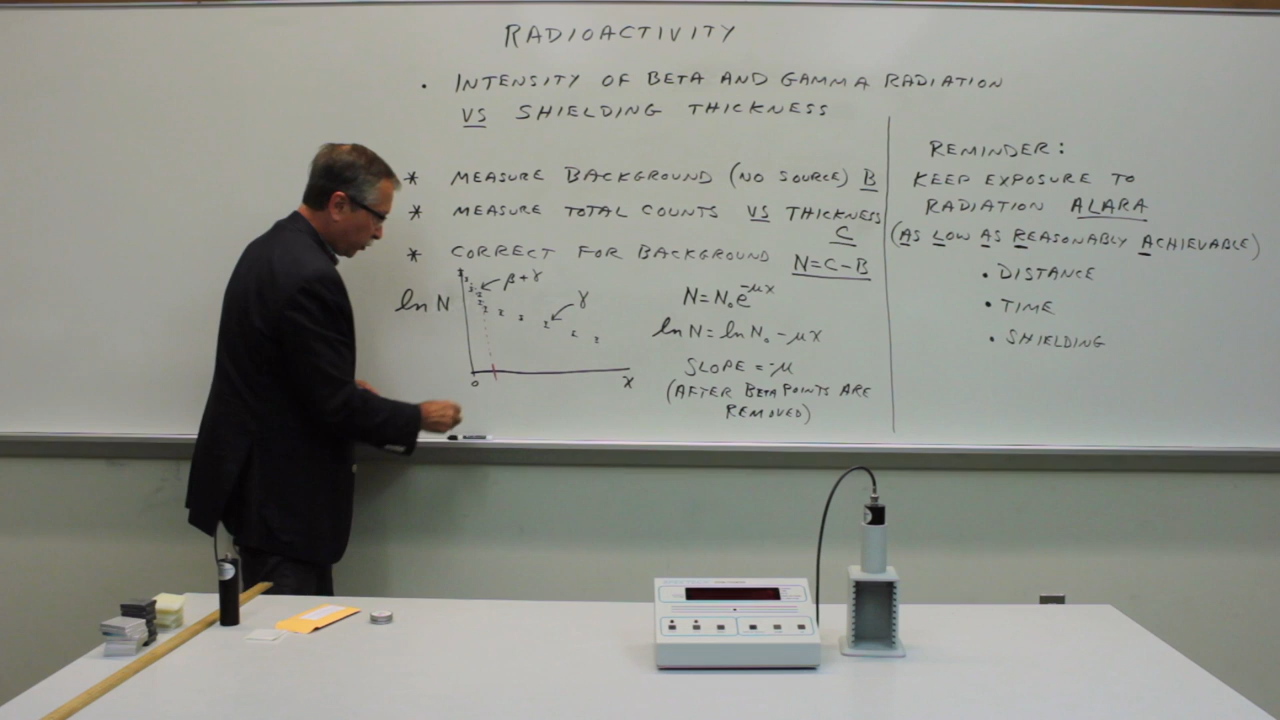 RADIOACTIVITY
• INTENSITY OF BETA AND GAMMA RADIATION
VS SHIELDING THICKNESS
* MEASURE BACKGROUND (NO SOURCE) B
* MEASURE TOTAL COUNTS VS THICKNESS
C
* CORRECT FOR BACKGROUND N=C-B
β+γ
γ
ln N
0
x
N=N₀e^-μx
ln N = ln N₀ - μx
SLOPE = -μ
(AFTER BETA POINTS ARE
REMOVED)
REMINDER:
KEEP EXPOSURE TO
RADIATION ALARA
(AS LOW AS REASONABLY ACHIEVABLE)
• DISTANCE
• TIME
• SHIELDING